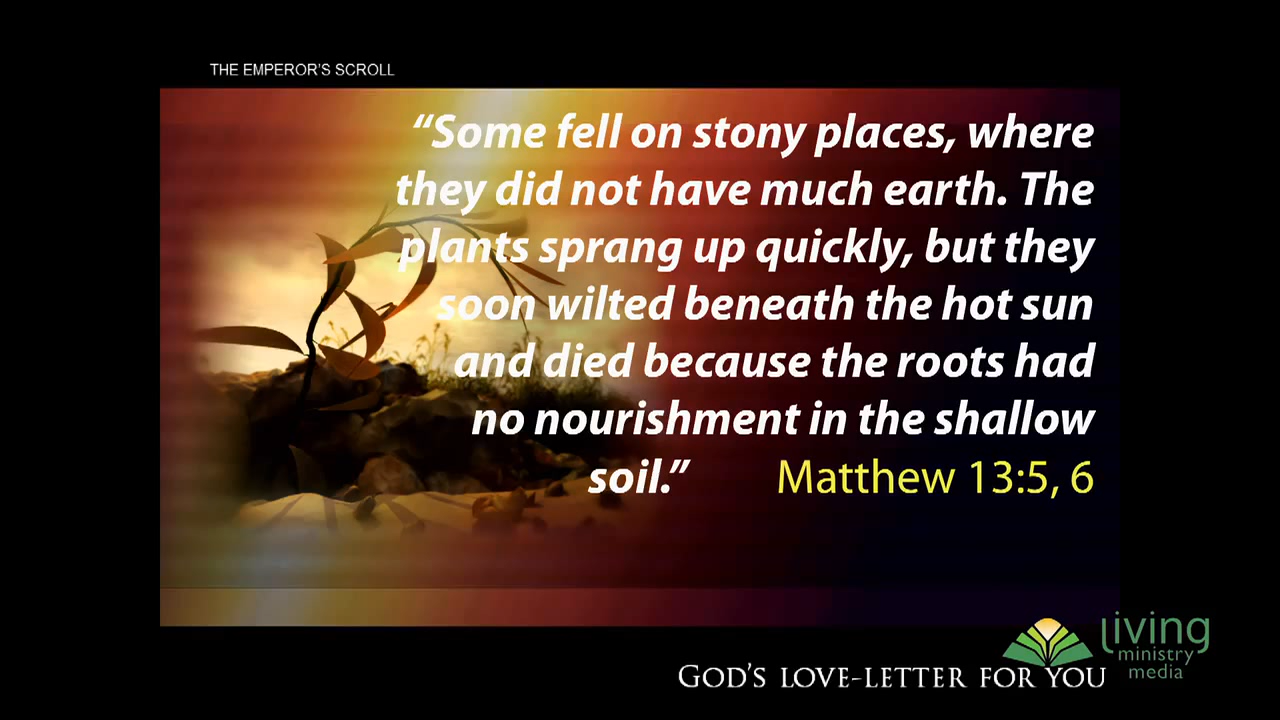 THE EMPEROR'S SCROLL
“Some fell on stony places, where
they did not have much earth. The
plants sprang up quickly, but they
soon wilted beneath the hot sun
and died because the roots had
no nourishment in the shallow
soil.” Matthew 13:5, 6
living
ministry
media
GOD'S LOVE-LETTER FOR YOU